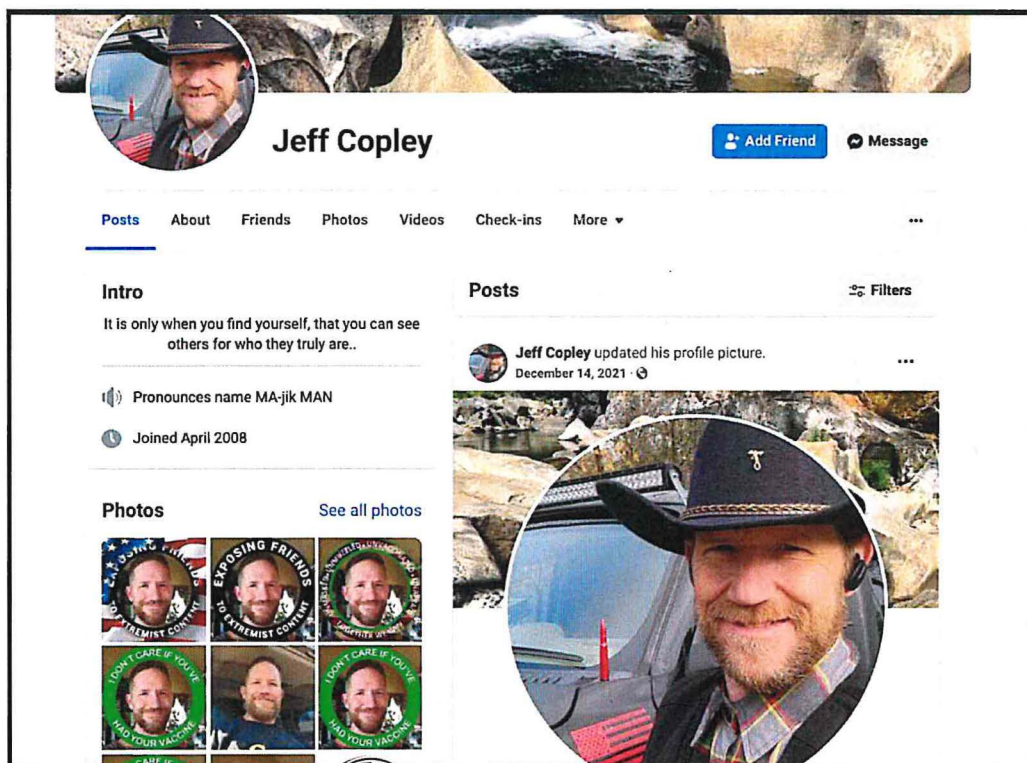 Jeff Copley
Add Friend
Message
Posts
About
Friends
Photos
Videos
Check-ins
More
Intro
It is only when you find yourself, that you can see
others for who they truly are..
Pronounces name MA-jik MAN
Joined April 2008
Photos
See all photos
EXPOSING FRIENDS
TO EXTREMIST CONTENT
EXPOSING FRIENDS
TO EXTREMIST CONTENT
TOGETHER
I DON'T CARE IF YOU'VE
HAD YOUR VACCINE
I DON'T CARE IF YOU'VE
HAD YOUR VACCINE
CARE IF
Posts
Filters
Jeff Copley updated his profile picture.
December 14, 2021